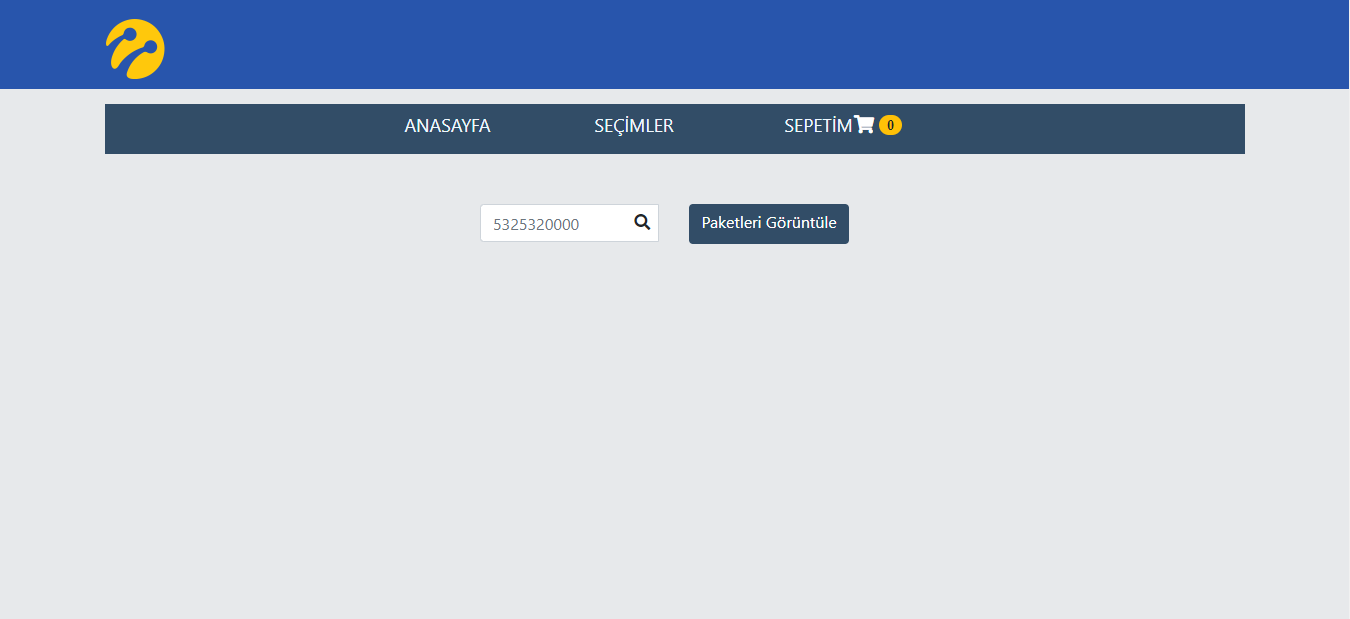 ANASAYFA SEÇİMLER SEPETİM 0
5325320000 Paketleri Görüntüle